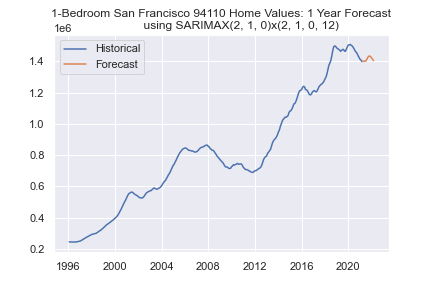 1-Bedroom San Francisco 94110 Home Values: 1 Year Forecast
using SARIMAX(2, 1, 0)x(2, 1, 0, 12)
1e6
Historical
Forecast
1.4
1.2
1.0
0.8
0.6
0.4
0.2
1996 2000 2004 2008 2012 2016 2020